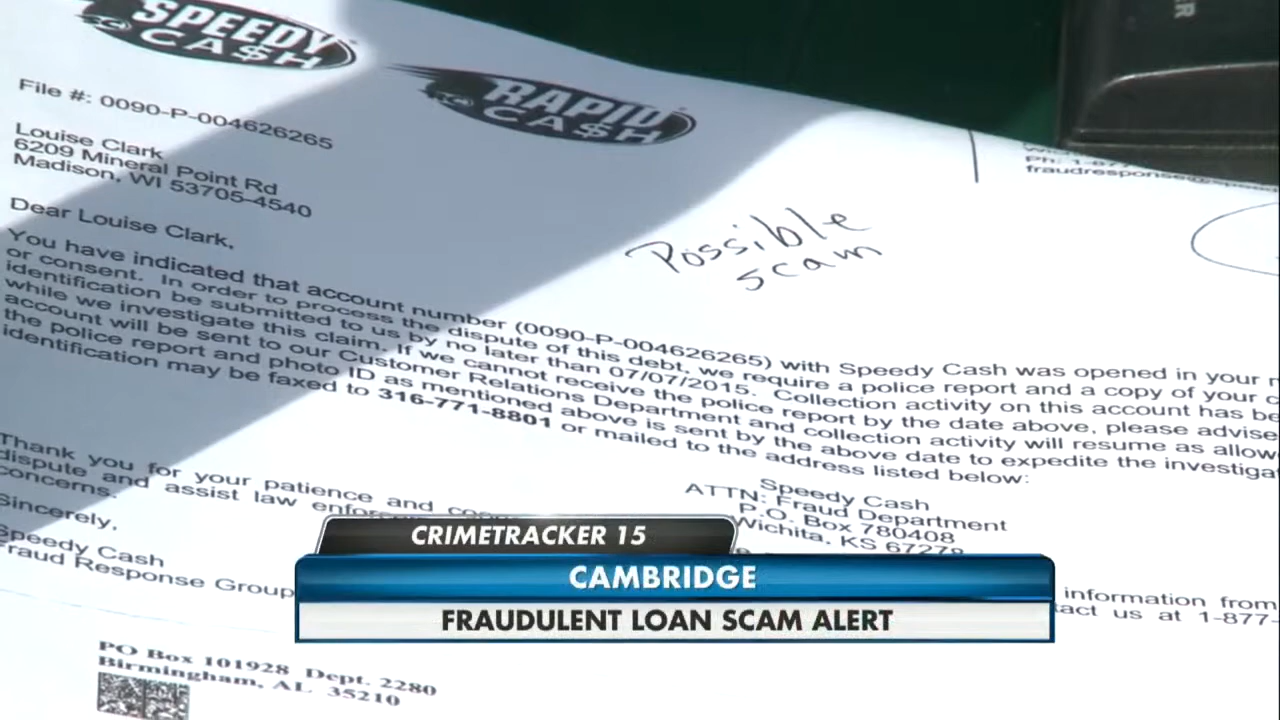 SPEEDY
CA$H
RAPID
CA$H
File #: 0090-P-004626265
Ph: 1-877
fraudresponse@spee
Louise Clark
6209 Mineral Point Rd
Madison, WI 53705-4540
Possible
scam
Dear Louise Clark,
You have indicated that account number (0090-P-004626265) with Speedy Cash was opened in your
or consent. In order to process the dispute of this debt, we require a police report and a copy of your
identification be submitted to us by no later than 07/07/2015. Collection activity on this account has be
while we investigate this claim. If we cannot receive the police report by the date above, please advise
account will be sent to our Customer Relations Department and collection activity will resume as allow
the police report and photo ID as mentioned above is sent by the above date to expedite the investiga
identification may be faxed to 316-771-8801 or mailed to the address listed below:
Speedy Cash
ATTN: Fraud Department
P.O. Box 780408
Wichita, KS 67278
Thank you for your patience and
dispute and assist law
concerns.
information from
tact us at 1-877-
Sincerely,
Speedy Cash
Fraud Response Group
PO Box 101928 Dept. 2280
Birmingham, AL 35210
CRIMETRACKER 15
CAMBRIDGE
FRAUDULENT LOAN SCAM ALERT